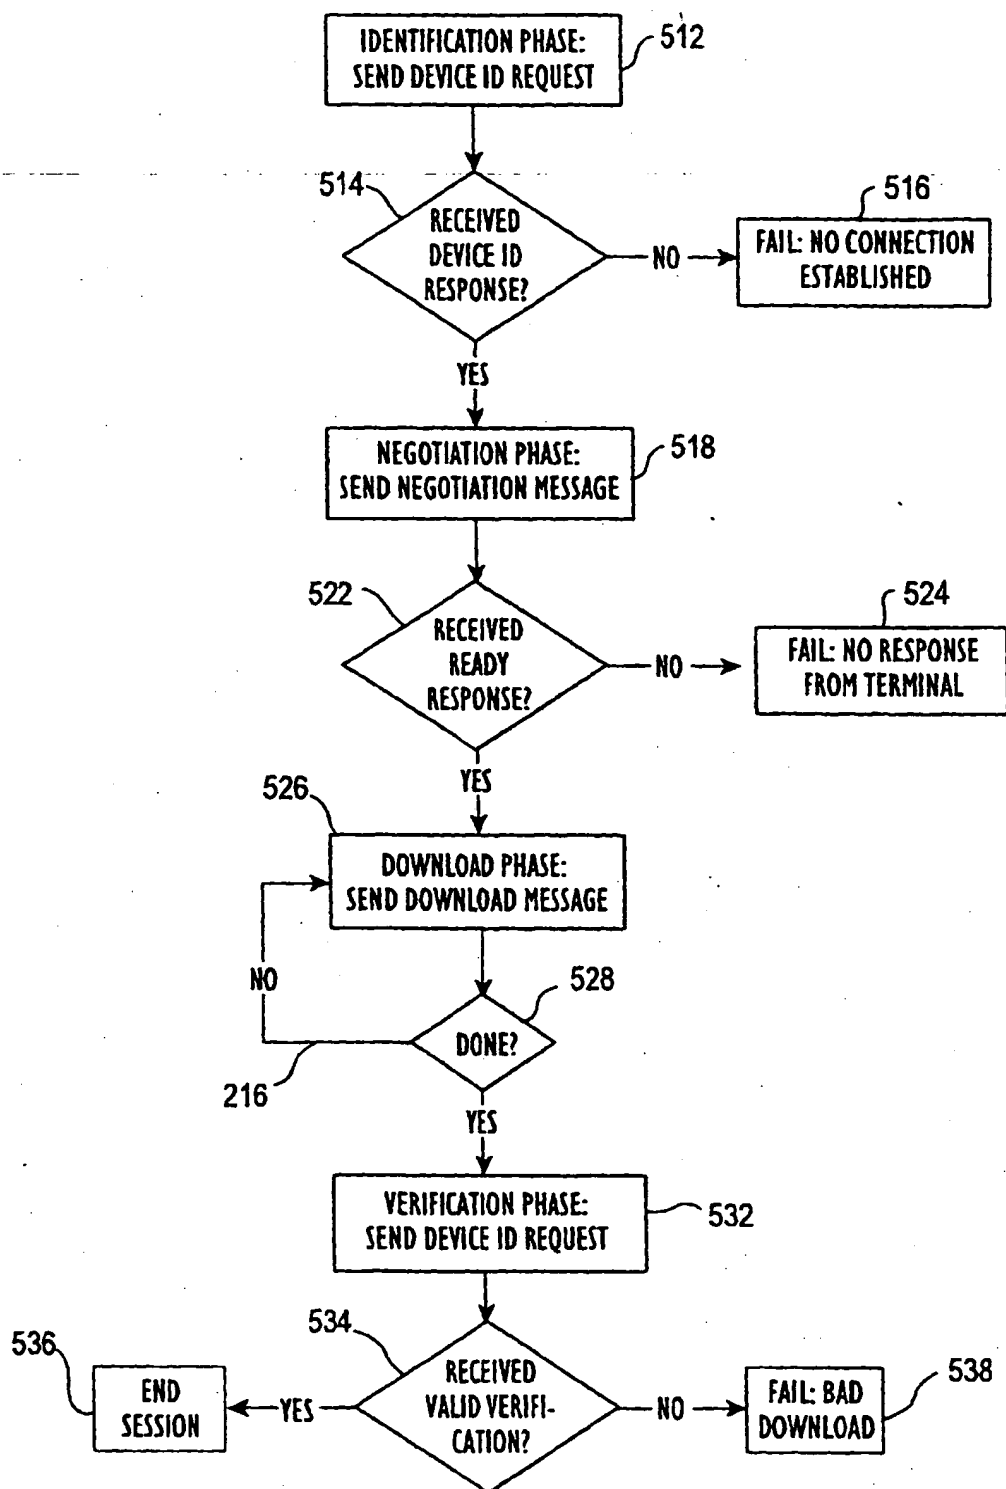 IDENTIFICATION PHASE:
SEND DEVICE ID REQUEST
512
514
RECEIVED
DEVICE ID
RESPONSE?
NO
516
FAIL: NO CONNECTION
ESTABLISHED
YES
NEGOTIATION PHASE:
SEND NEGOTIATION MESSAGE
518
522
RECEIVED
READY
RESPONSE?
NO
524
FAIL: NO RESPONSE
FROM TERMINAL
YES
526
DOWNLOAD PHASE:
SEND DOWNLOAD MESSAGE
NO
528
DONE?
216
YES
VERIFICATION PHASE:
SEND DEVICE ID REQUEST
532
534
RECEIVED
VALID VERIFI-
CATION?
536
END
SESSION
YES
NO
FAIL: BAD
DOWNLOAD
538